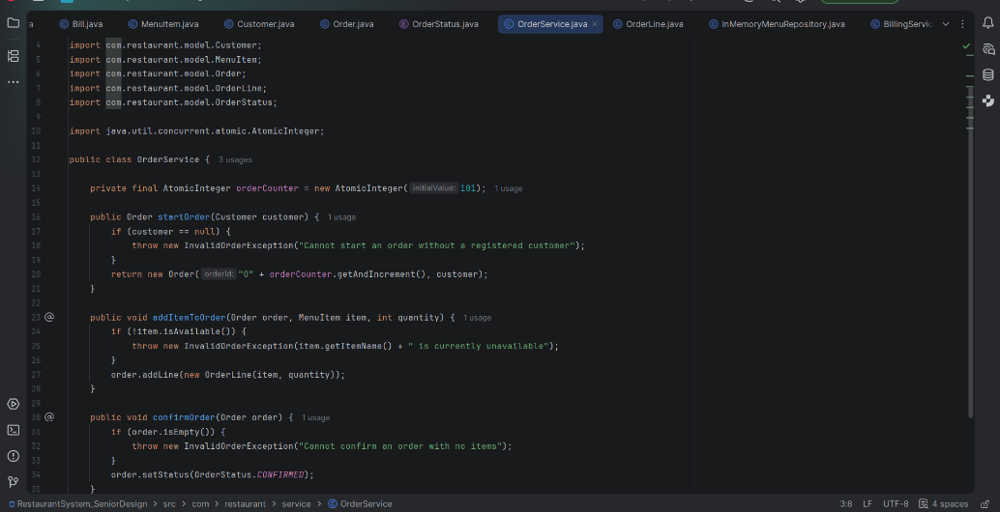 Bill.java MenuItem.java Customer.java Order.java OrderStatus.java OrderService.java × OrderLine.java InMemoryMenuRepository.java BillingServic
4 import com.restaurant.model.Customer;
5 import com.restaurant.model.MenuItem;
6 import com.restaurant.model.Order;
7 import com.restaurant.model.OrderLine;
8 import com.restaurant.model.OrderStatus;
9
10 import java.util.concurrent.atomic.AtomicInteger;
11
12 public class OrderService { 3 usages
13
14 private final AtomicInteger orderCounter = new AtomicInteger( initialValue: 101); 1 usage
15
16 public Order startOrder(Customer customer) { 1 usage
17 if (customer == null) {
18 throw new InvalidOrderException("Cannot start an order without a registered customer");
19 }
20 return new Order( orderId: "O" + orderCounter.getAndIncrement(), customer);
21 }
22
23 @ public void addItemToOrder(Order order, MenuItem item, int quantity) { 1 usage
24 if (!item.isAvailable()) {
25 throw new InvalidOrderException(item.getItemName() + " is currently unavailable");
26 }
27 order.addLine(new OrderLine(item, quantity));
28 }
29
30 @ public void confirmOrder(Order order) { 1 usage
31 if (order.isEmpty()) {
32 throw new InvalidOrderException("Cannot confirm an order with no items");
33 }
34 order.setStatus(OrderStatus.CONFIRMED);
35 }
RestaurantSystem_SeniorDesign > src > com > restaurant > service > OrderService 3:8 LF UTF-8 4 spaces